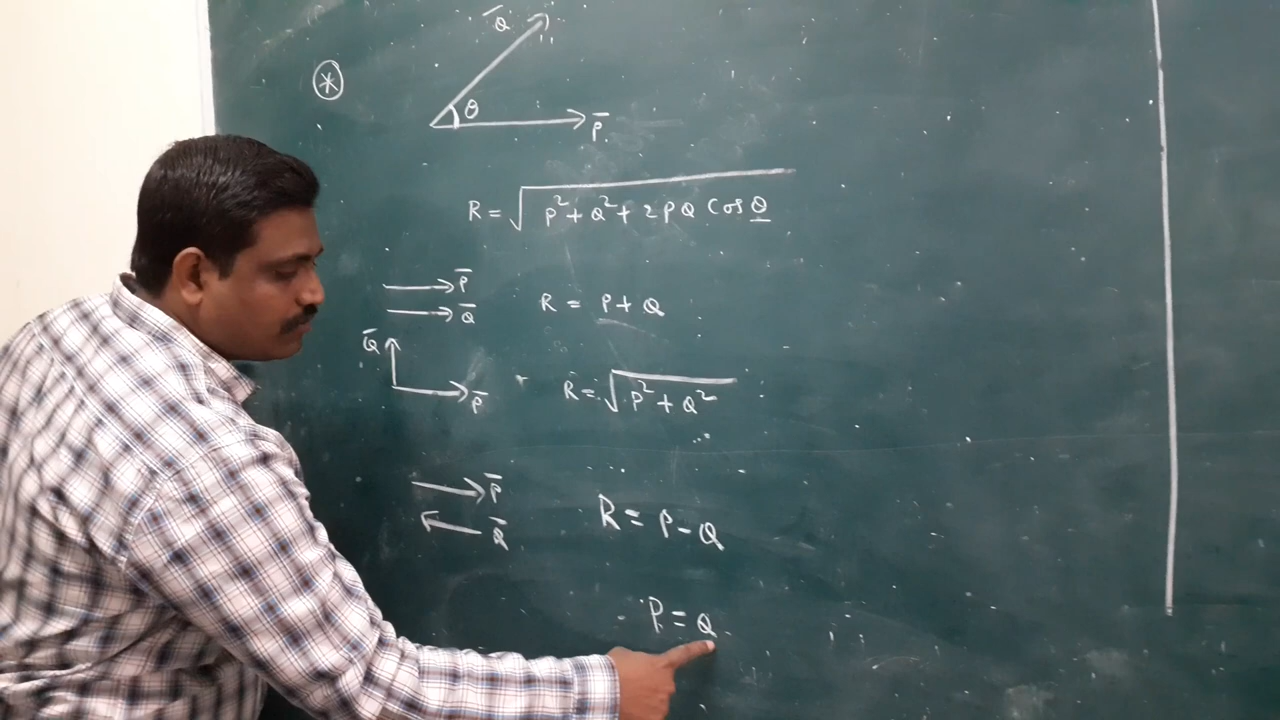 Q̅
*
θ
P̅
R = √P²+Q²+2PQ Cos θ
P̅
Q̅
R = P+Q
Q̅
P̅
R = √P²+Q²
P̅
Q̅
R = P-Q
P = Q